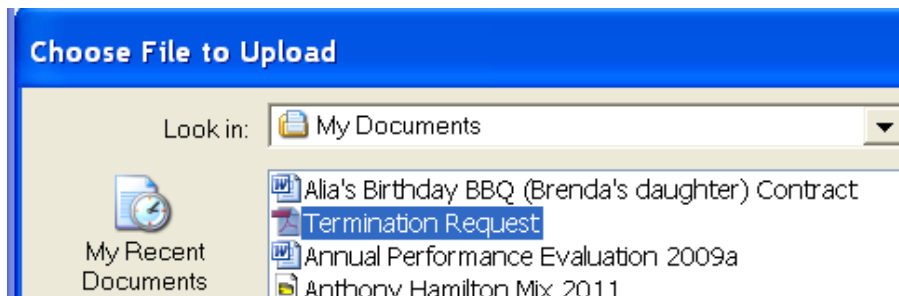 Choose File to Upload
Look in: My Documents
Alia's Birthday BBQ (Brenda's daughter) Contract
Termination Request
My Recent Documents
Annual Performance Evaluation 2009a
Anthony Hamilton Mix 2011